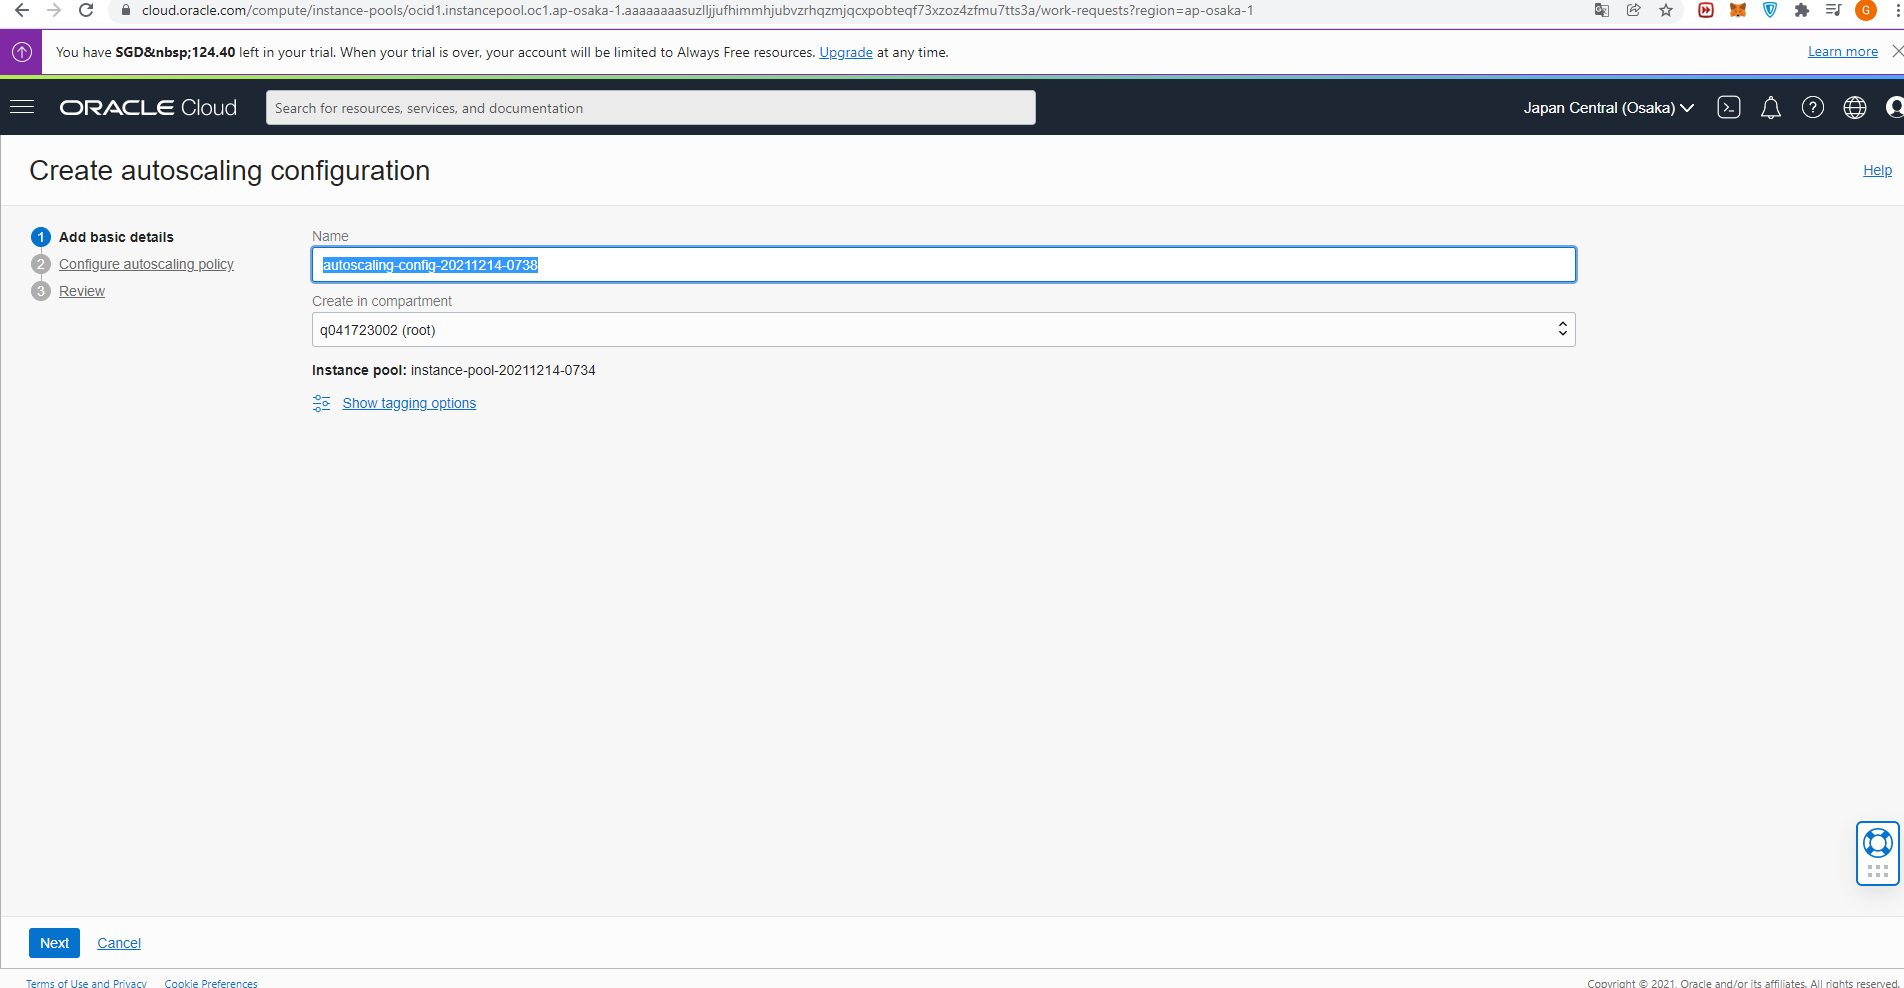 cloud.oracle.com/compute/instance-pools/ocid1.instancepool.oc1.ap-osaka-1.aaaaaaaasuzlljjufhimmhjubvzrhqzmjqcxpobteqf73xzoz4zfmu7tts3a/work-requests?region=ap-osaka-1
G
You have SGD&nbsp;124.40 left in your trial. When your trial is over, your account will be limited to Always Free resources. Upgrade at any time.
Learn more
ORACLE Cloud
Search for resources, services, and documentation
Japan Central (Osaka)
Create autoscaling configuration
Help
1 Add basic details
2 Configure autoscaling policy
3 Review
Name
autoscaling-config-20211214-0738
Create in compartment
q041723002 (root)
Instance pool: instance-pool-20211214-0734
Show tagging options
Next
Cancel
Terms of Use and Privacy
Cookie Preferences
Copyright © 2021, Oracle and/or its affiliates. All rights reserved.